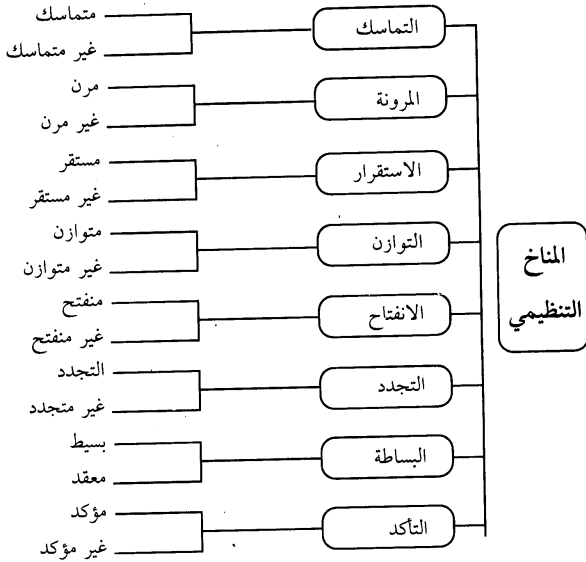 المناخ
التنظيمي
التماسك
متماسك
غير متماسك
المرونة
مرن
غير مرن
الاستقرار
مستقر
غير مستقر
التوازن
متوازن
غير متوازن
الانفتاح
منفتح
غير منفتح
التجدد
التجدد
غير متجدد
البساطة
بسيط
معقد
التأكد
مؤكد
غير مؤكد